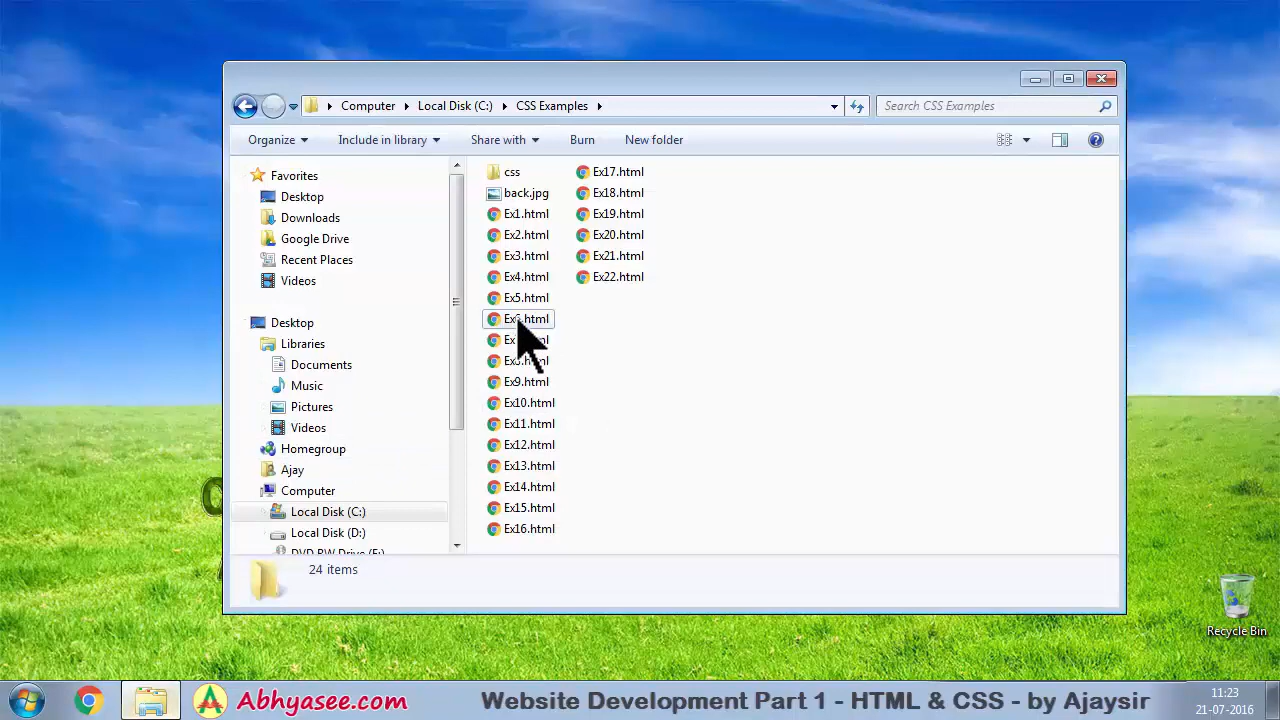 Computer Local Disk (C:) CSS Examples
Search CSS Examples
Organize Include in library Share with Burn New folder
Favorites
Desktop
Downloads
Google Drive
Recent Places
Videos
Desktop
Libraries
Documents
Music
Pictures
Videos
Homegroup
Ajay
Computer
Local Disk (C:)
Local Disk (D:)
css
back.jpg
Ex1.html
Ex2.html
Ex3.html
Ex4.html
Ex5.html
Ex9.html
Ex10.html
Ex11.html
Ex12.html
Ex13.html
Ex14.html
Ex15.html
Ex16.html
Ex17.html
Ex18.html
Ex19.html
Ex20.html
Ex21.html
Ex22.html
24 items
Recycle Bin
Abhyasee.com
Website Development Part 1 - HTML & CSS - by Ajaysir
11:23
21-07-2016